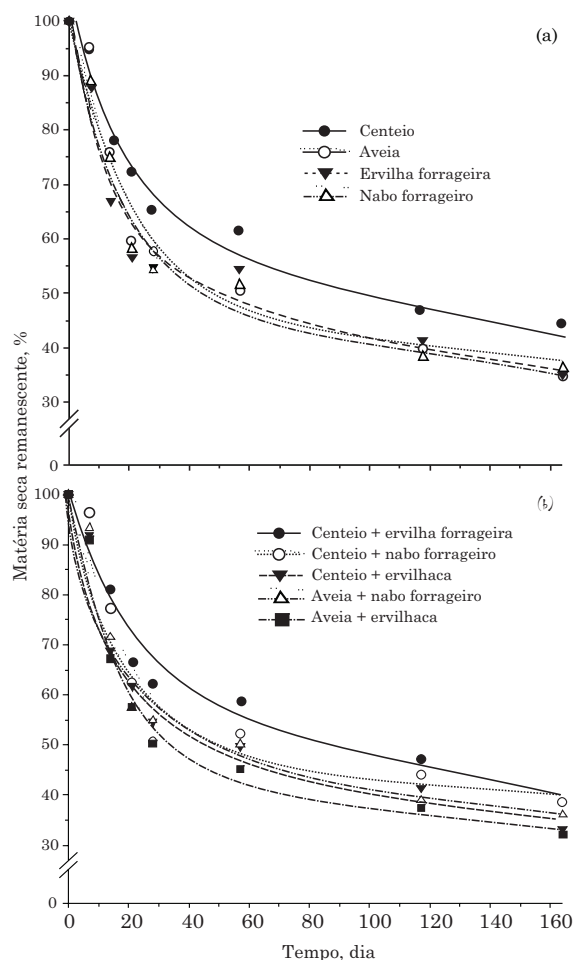 100
(a)
90
80
Centeio
Aveia
70
Ervilha forrageira
Nabo forrageiro
60
50
40
30
0
Matéria seca remanescente, %
100
(b)
90
Centeio + ervilha forrageira
Centeio + nabo forrageiro
80
Centeio + ervilhaca
Aveia + nabo forrageiro
70
Aveia + ervilhaca
60
50
40
30
0
0 20 40 60 80 100 120 140 160
Tempo, dia